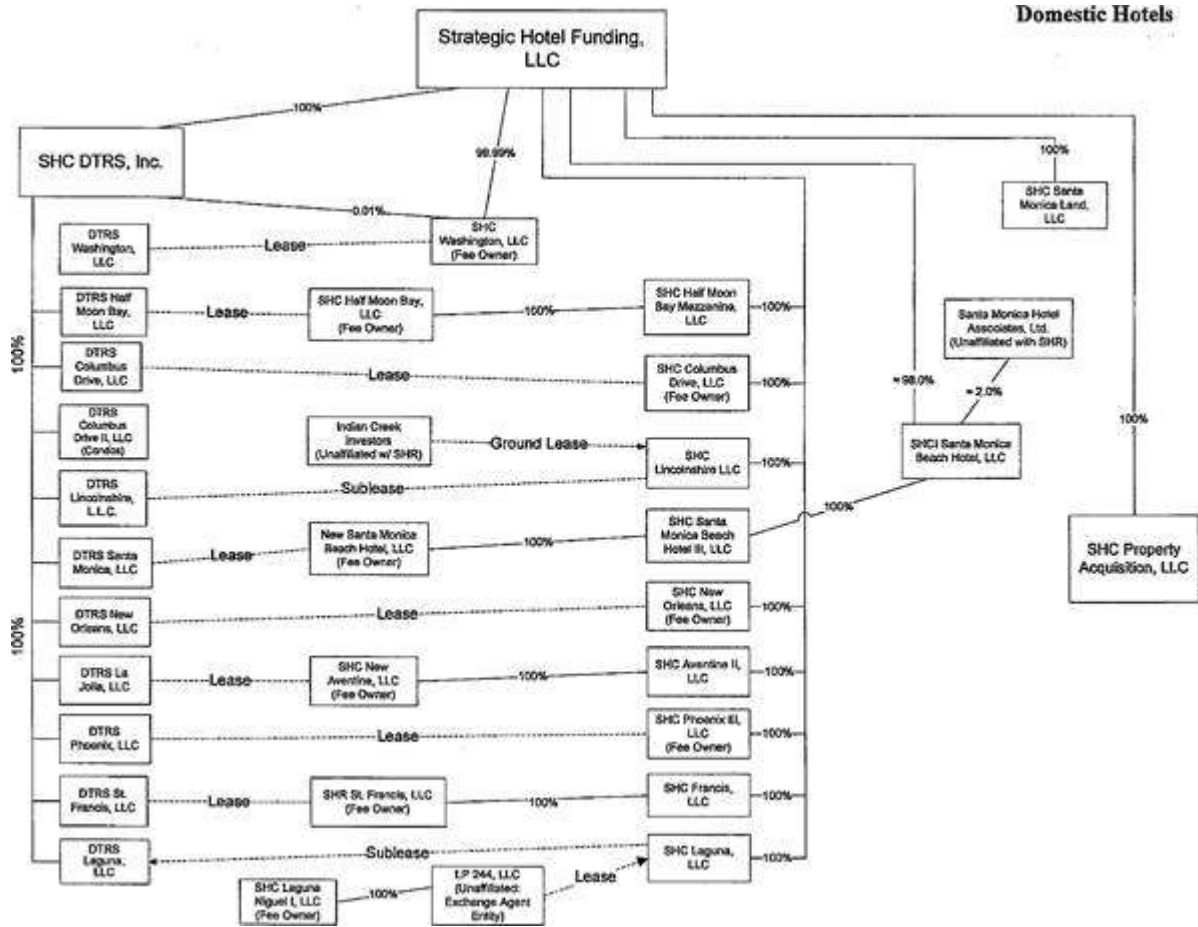 Domestic Hotels
Strategic Hotel Funding,
LLC
100%
SHC DTRS, Inc.
99.99%
0.01%
100%
SHC Santa
Monica Land,
LLC
DTRS
Washington,
LLC
Lease
SHC
Washington, LLC
(Fee Owner)
DTRS Half
Moon Bay,
LLC
Lease
SHC Half Moon Bay,
LLC
(Fee Owner)
100%
SHC Half Moon
Bay Mezzanine,
LLC
100%
Santa Monica Hotel
Associates, Ltd.
(Unaffiliated with SHR)
100%
DTRS
Columbus
Drive, LLC
Lease
SHC Columbus
Drive, LLC
(Fee Owner)
100%
≈98.0%
≈2.0%
DTRS
Columbus
Drive II, LLC
(Condos)
Indian Creek
Investors
(Unaffiliated w/ SHR)
Ground Lease
SHC
Lincolnshire LLC
100%
SHCI Santa Monica
Beach Hotel, LLC
100%
DTRS
Lincolnshire,
L.L.C.
Sublease
DTRS Santa
Monica, LLC
Lease
New Santa Monica
Beach Hotel, LLC
(Fee Owner)
100%
SHC Santa
Monica Beach
Hotel III, LLC
100%
SHC Property
Acquisition, LLC
100%
DTRS New
Orleans, LLC
Lease
SHC New
Orleans, LLC
(Fee Owner)
100%
DTRS La
Jolla, LLC
Lease
SHC New
Aventine, LLC
(Fee Owner)
100%
SHC Aventine II,
LLC
100%
DTRS
Phoenix, LLC
Lease
SHC Phoenix III,
LLC
(Fee Owner)
100%
DTRS St.
Francis, LLC
Lease
SHR St. Francis, LLC
(Fee Owner)
100%
SHC Francis,
LLC
100%
DTRS
Laguna,
LLC
Sublease
SHC Laguna,
LLC
100%
SHC Laguna
Niguel I, LLC
(Fee Owner)
100%
LP 244, LLC
(Unaffiliated:
Exchange Agent
Entity)
Lease